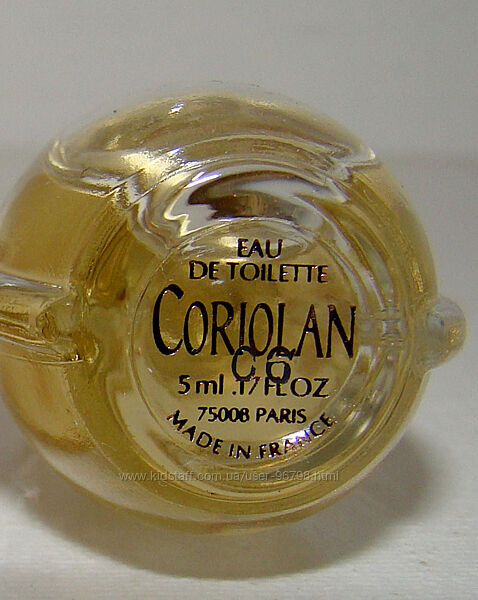 EAU
DE TOILETTE
CORIOLAN
C6
5 ml .17 FL OZ
75008 PARIS
MADE IN FRANCE
www.kidstaff.com.ua/user-96798.html